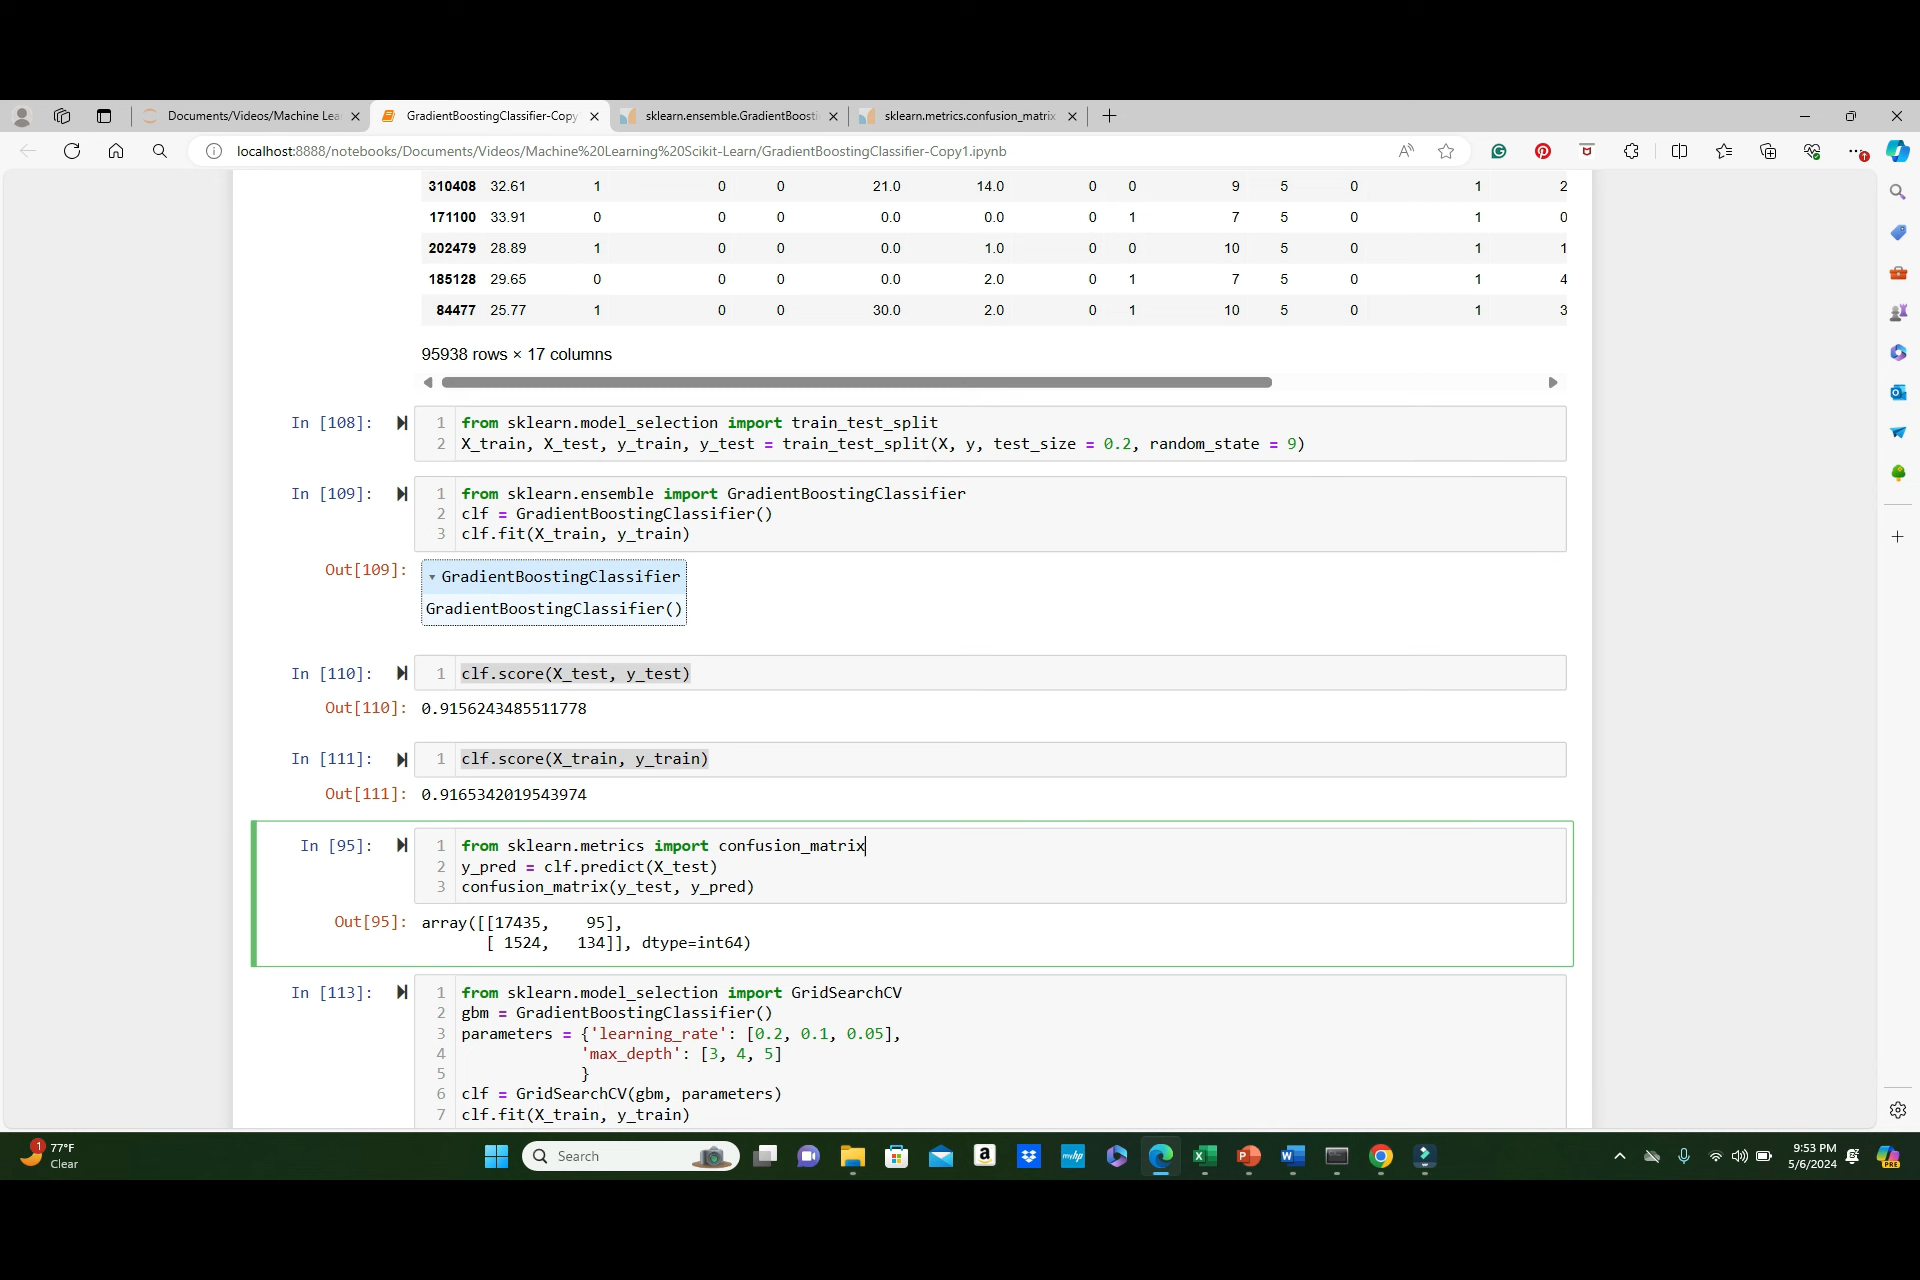 Documents/Videos/Machine Lea
GradientBoostingClassifier-Copy
sklearn.ensemble.GradientBoosti
sklearn.metrics.confusion_matrix
localhost:8888/notebooks/Documents/Videos/Machine%20Learning%20Scikit-Learn/GradientBoostingClassifier-Copy1.ipynb
310408 32.61 1 0 0 21.0 14.0 0 0 9 5 0 1 2
171100 33.91 0 0 0 0.0 0.0 0 1 7 5 0 1 0
202479 28.89 1 0 0 0.0 1.0 0 0 10 5 0 1 1
185128 29.65 0 0 0 0.0 2.0 0 1 7 5 0 1 4
84477 25.77 1 0 0 30.0 2.0 0 1 10 5 0 1 3
95938 rows × 17 columns
In [108]: 1 from sklearn.model_selection import train_test_split
2 X_train, X_test, y_train, y_test = train_test_split(X, y, test_size = 0.2, random_state = 9)
In [109]: 1 from sklearn.ensemble import GradientBoostingClassifier
2 clf = GradientBoostingClassifier()
3 clf.fit(X_train, y_train)
Out[109]: GradientBoostingClassifier
GradientBoostingClassifier()
In [110]: 1 clf.score(X_test, y_test)
Out[110]: 0.9156243485511778
In [111]: 1 clf.score(X_train, y_train)
Out[111]: 0.9165342019543974
In [95]: 1 from sklearn.metrics import confusion_matrix
2 y_pred = clf.predict(X_test)
3 confusion_matrix(y_test, y_pred)
Out[95]: array([[17435, 95],
[ 1524, 134]], dtype=int64)
In [113]: 1 from sklearn.model_selection import GridSearchCV
2 gbm = GradientBoostingClassifier()
3 parameters = {'learning_rate': [0.2, 0.1, 0.05],
4 'max_depth': [3, 4, 5]
5 }
6 clf = GridSearchCV(gbm, parameters)
7 clf.fit(X_train, y_train)
1 77°F
Clear
Search
a
myhp
9:53 PM
5/6/2024
PRE